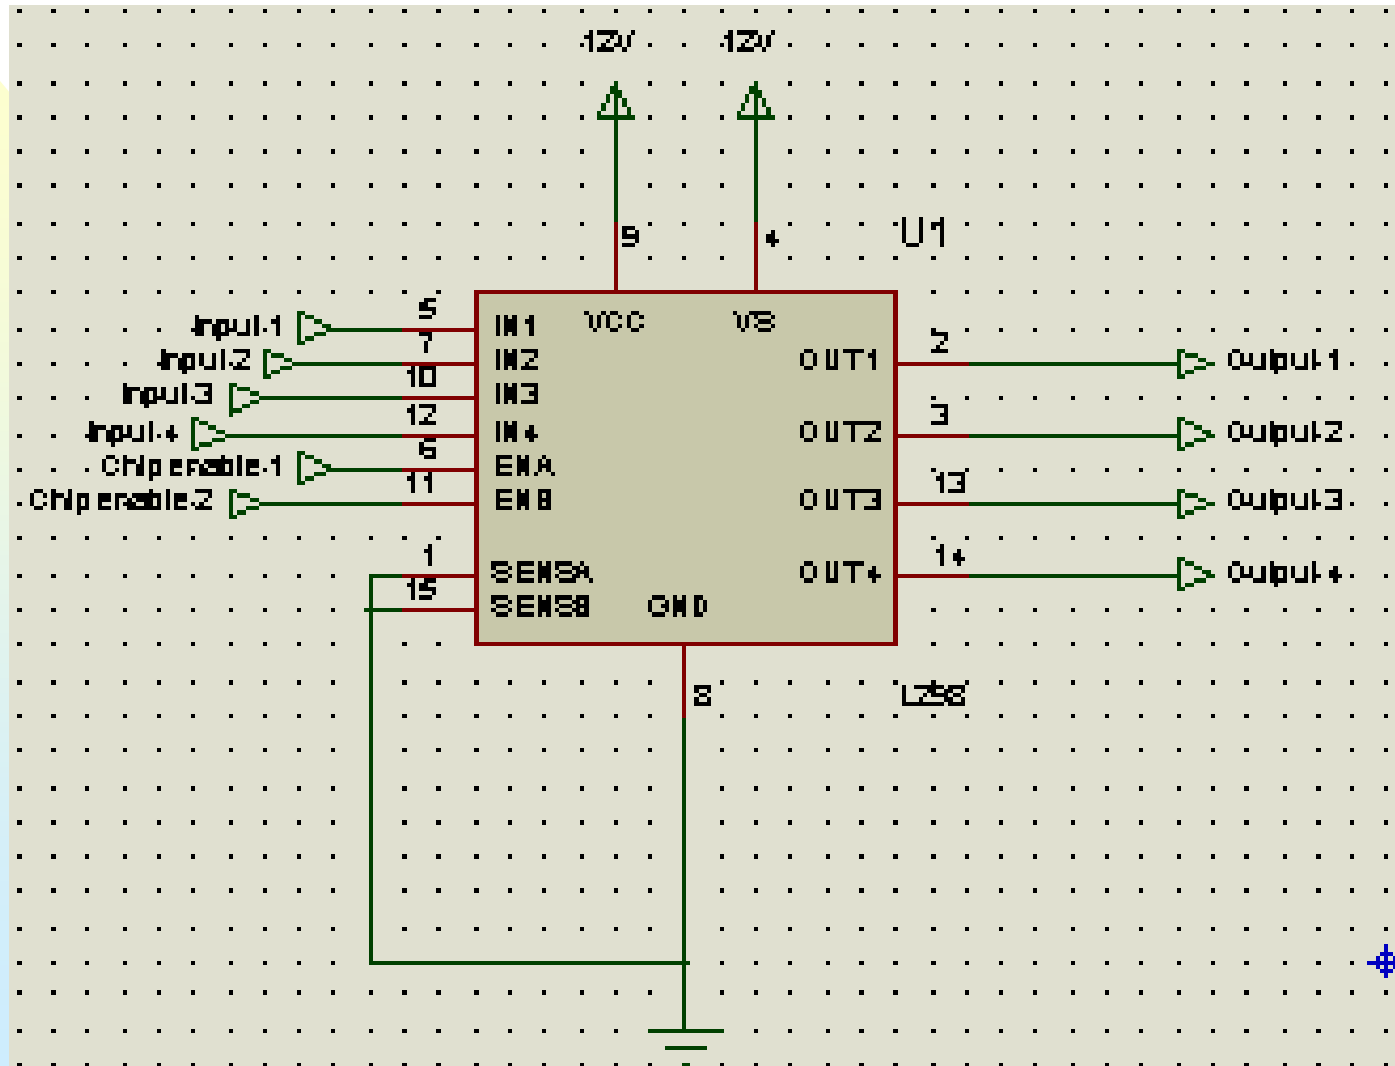 12V 12V
9 4 U1
Input-1 5 IN1 VCC VS
Input-2 7 IN2 OUT1 2 Output-1
Input-3 10 IN3
Input-4 12 IN4 OUT2 3 Output-2
Chip enable-1 6 ENA
Chip enable-2 11 ENB OUT3 13 Output-3
1 SENSA OUT4 14 Output-4
15 SENSB GND
8 L298